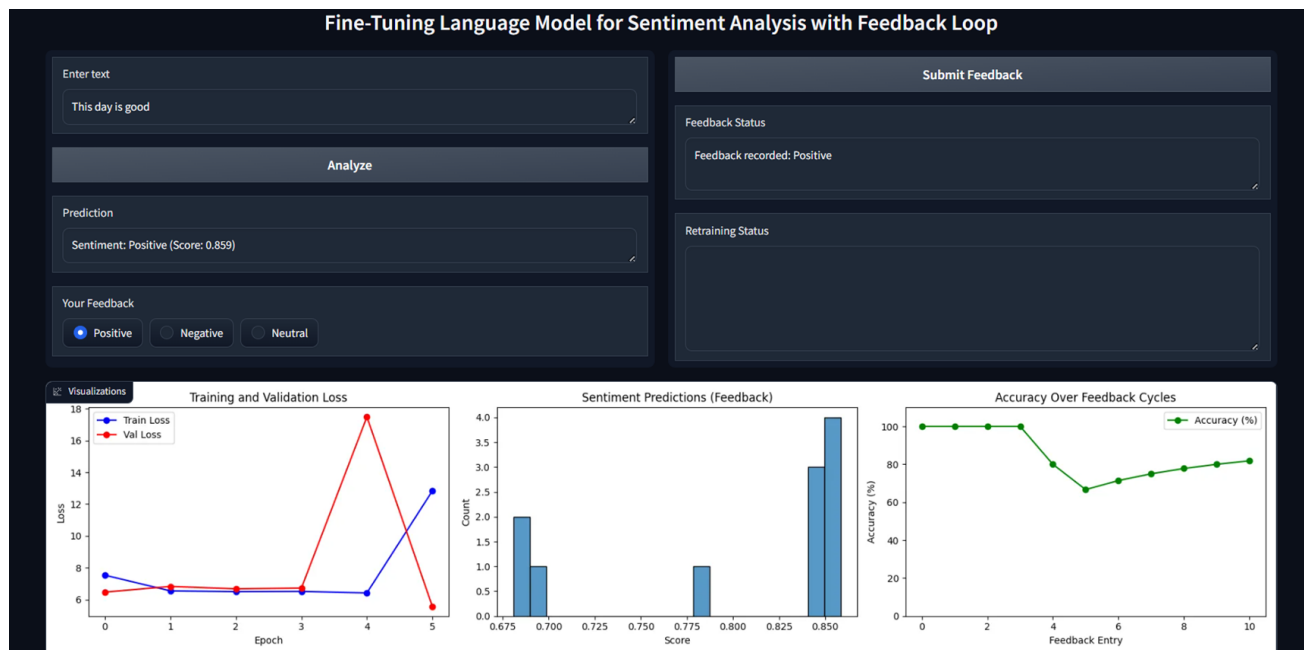 Fine-Tuning Language Model for Sentiment Analysis with Feedback Loop
Enter text
This day is good
Analyze
Prediction
Sentiment: Positive (Score: 0.859)
Your Feedback
Positive
Negative
Neutral
Submit Feedback
Feedback Status
Feedback recorded: Positive
Retraining Status
Visualizations
Training and Validation Loss
Train Loss
Val Loss
18
16
14
12
10
8
6
Loss
0 1 2 3 4 5
Epoch
Sentiment Predictions (Feedback)
4.0
3.5
3.0
2.5
2.0
1.5
1.0
0.5
0.0
Count
0.675 0.700 0.725 0.750 0.775 0.800 0.825 0.850
Score
Accuracy Over Feedback Cycles
Accuracy (%)
100
80
60
40
20
0
Accuracy (%)
0 2 4 6 8 10
Feedback Entry